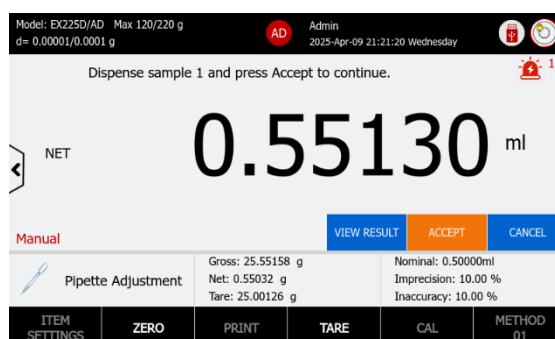 Model: EX225D/AD Max 120/220 g
d= 0.00001/0.0001 g
AD
Admin
2025-Apr-09 21:21:20 Wednesday
Dispense sample 1 and press Accept to continue.
1
NET
0.55130 ml
Manual
VIEW RESULT
ACCEPT
CANCEL
Pipette Adjustment
Gross: 25.55158 g
Net: 0.55032 g
Tare: 25.00126 g
Nominal: 0.50000ml
Imprecision: 10.00 %
Inaccuracy: 10.00 %
ITEM
SETTINGS
ZERO
PRINT
TARE
CAL
METHOD
01